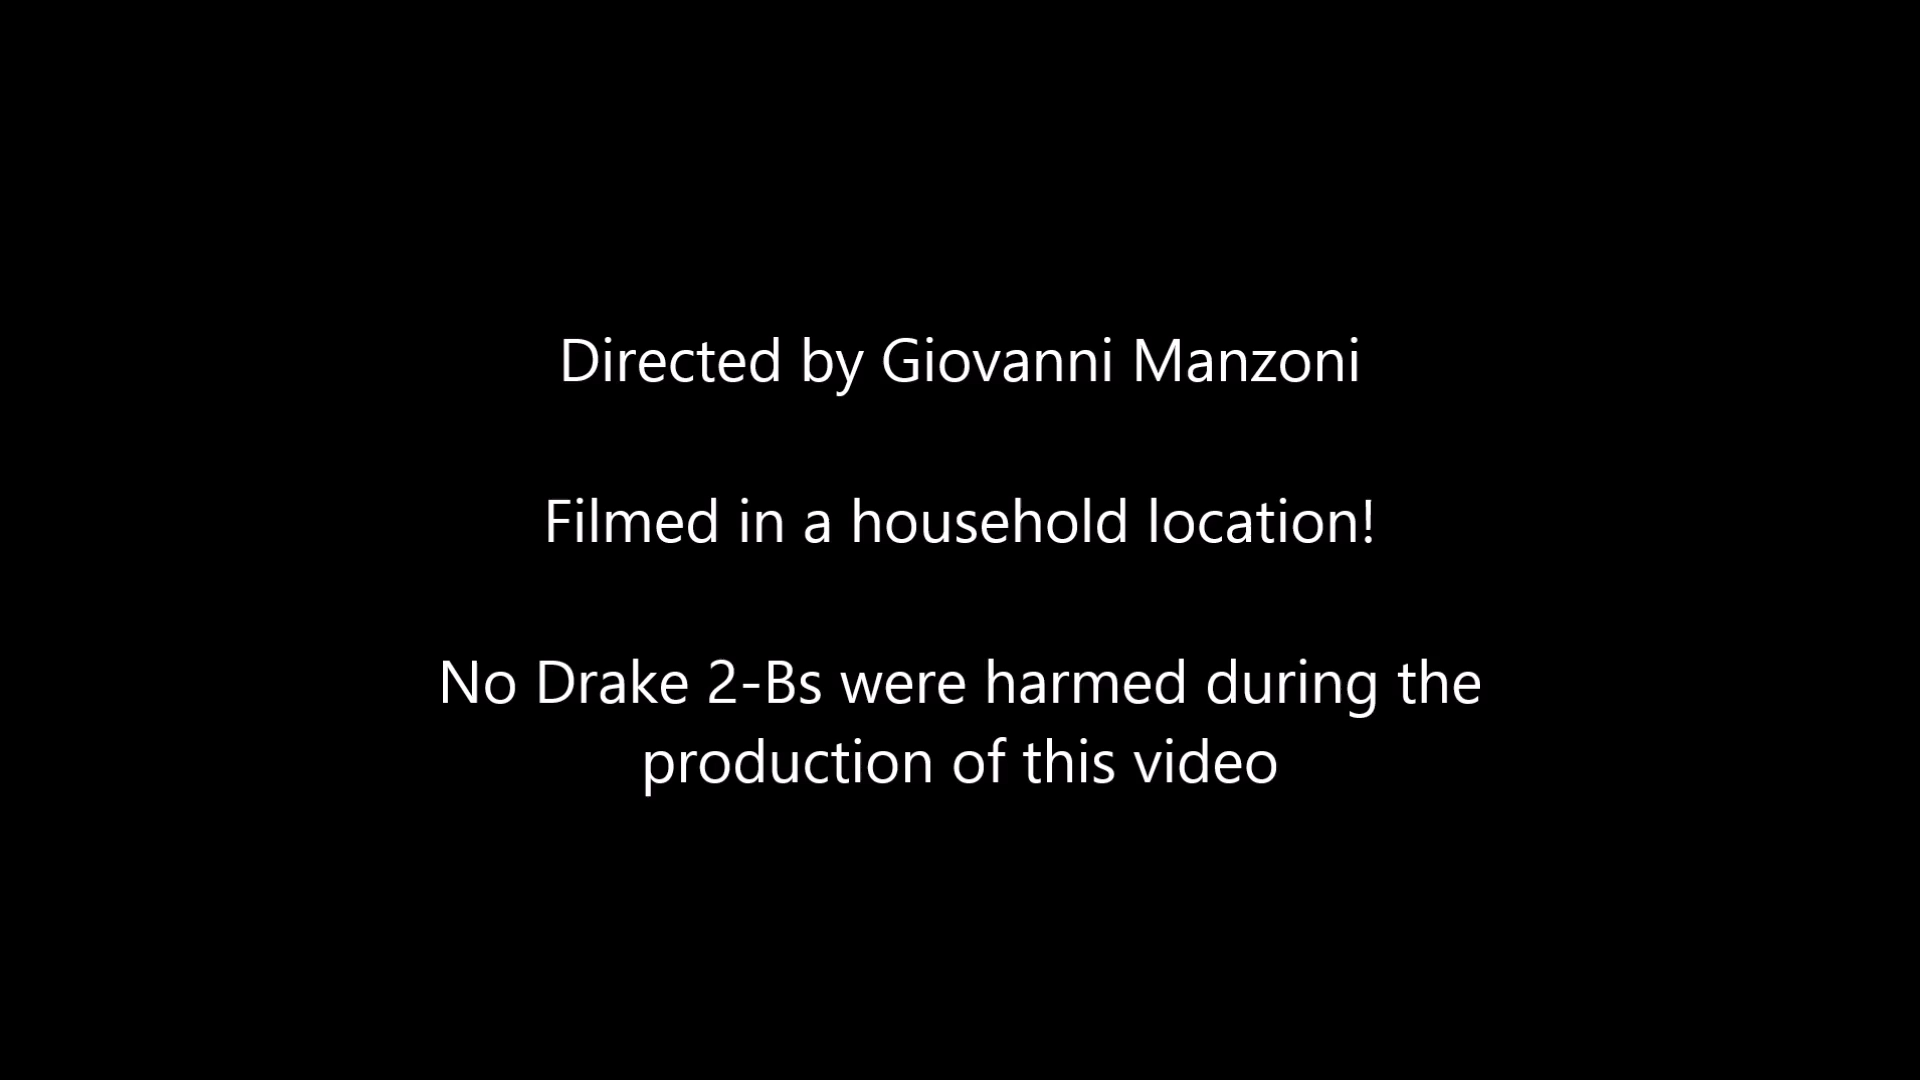 Directed by Giovanni Manzoni
Filmed in a household location!
No Drake 2-Bs were harmed during the
production of this video